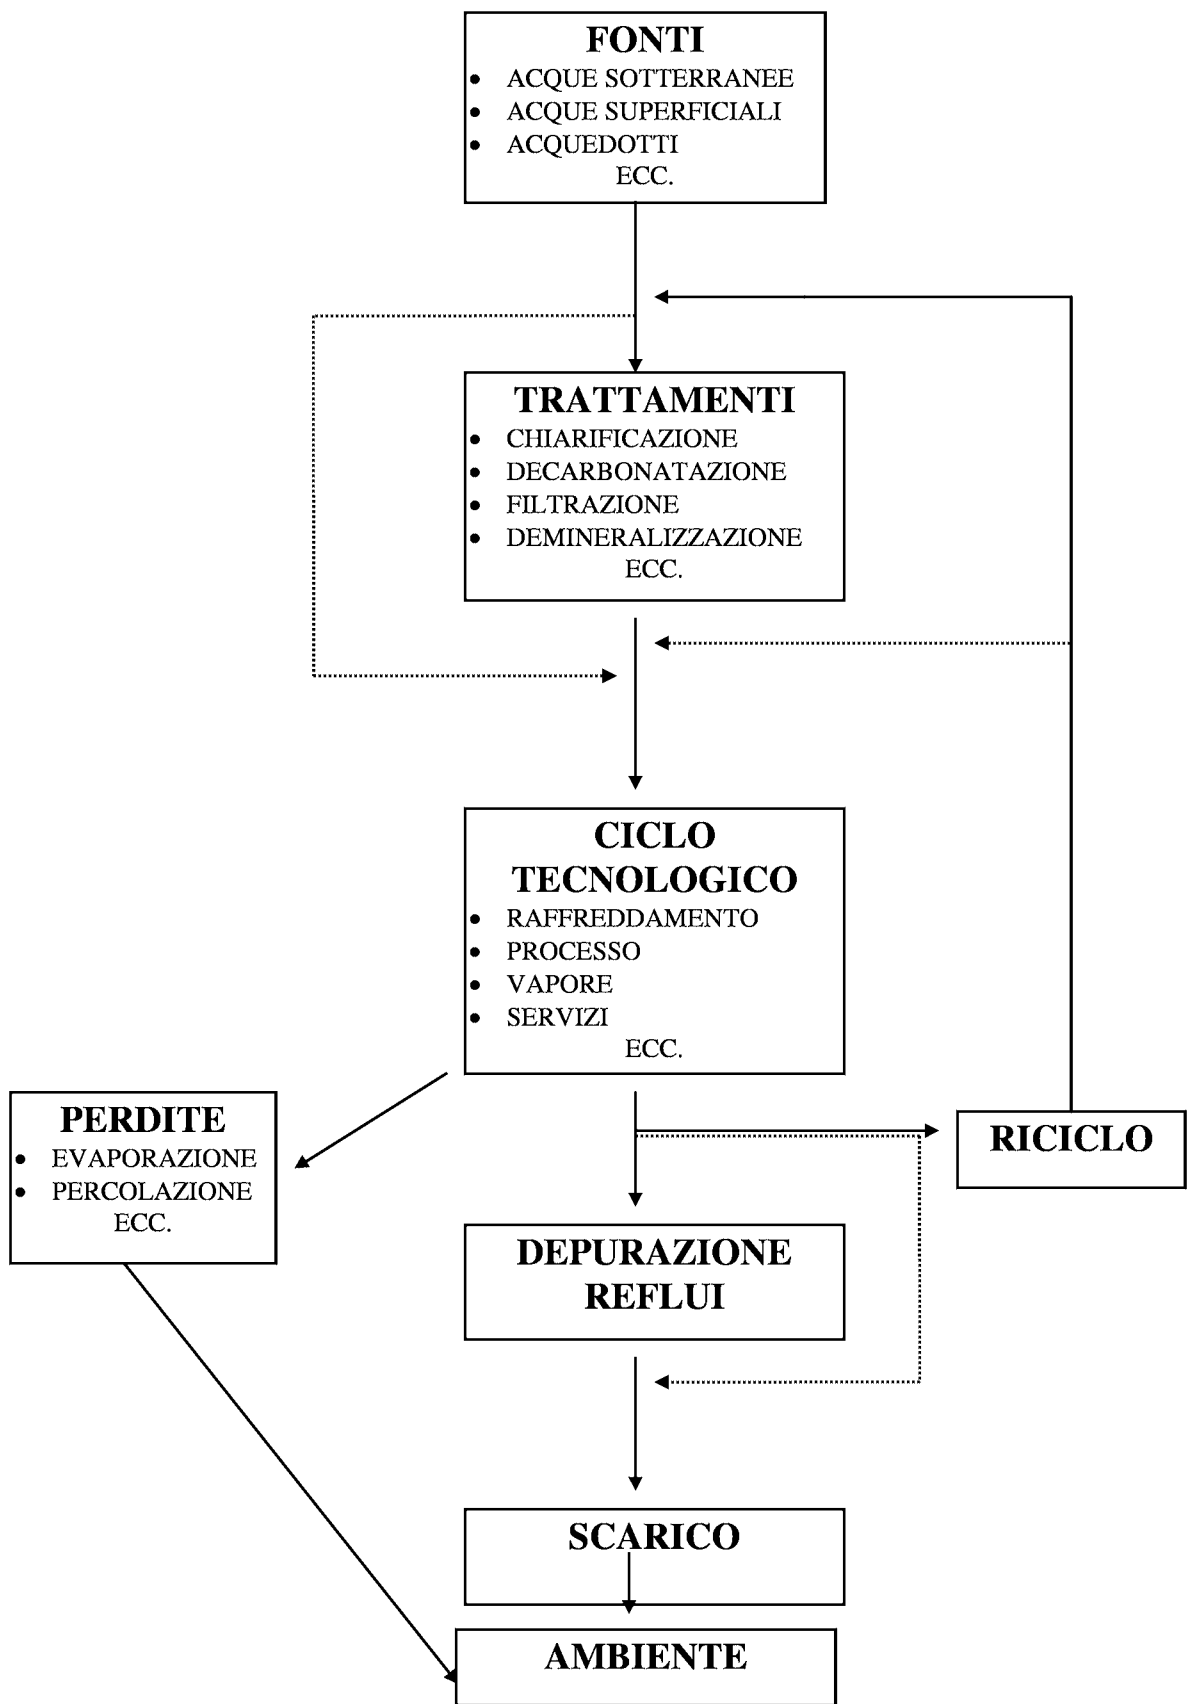 FONTI
• ACQUE SOTTERRANEE
• ACQUE SUPERFICIALI
• ACQUEDOTTI
ECC.
TRATTAMENTI
• CHIARIFICAZIONE
• DECARBONATAZIONE
• FILTRAZIONE
• DEMINERALIZZAZIONE
ECC.
CICLO
TECNOLOGICO
• RAFFREDDAMENTO
• PROCESSO
• VAPORE
• SERVIZI
ECC.
PERDITE
• EVAPORAZIONE
• PERCOLAZIONE
ECC.
RICICLO
DEPURAZIONE
REFLUI
SCARICO
AMBIENTE